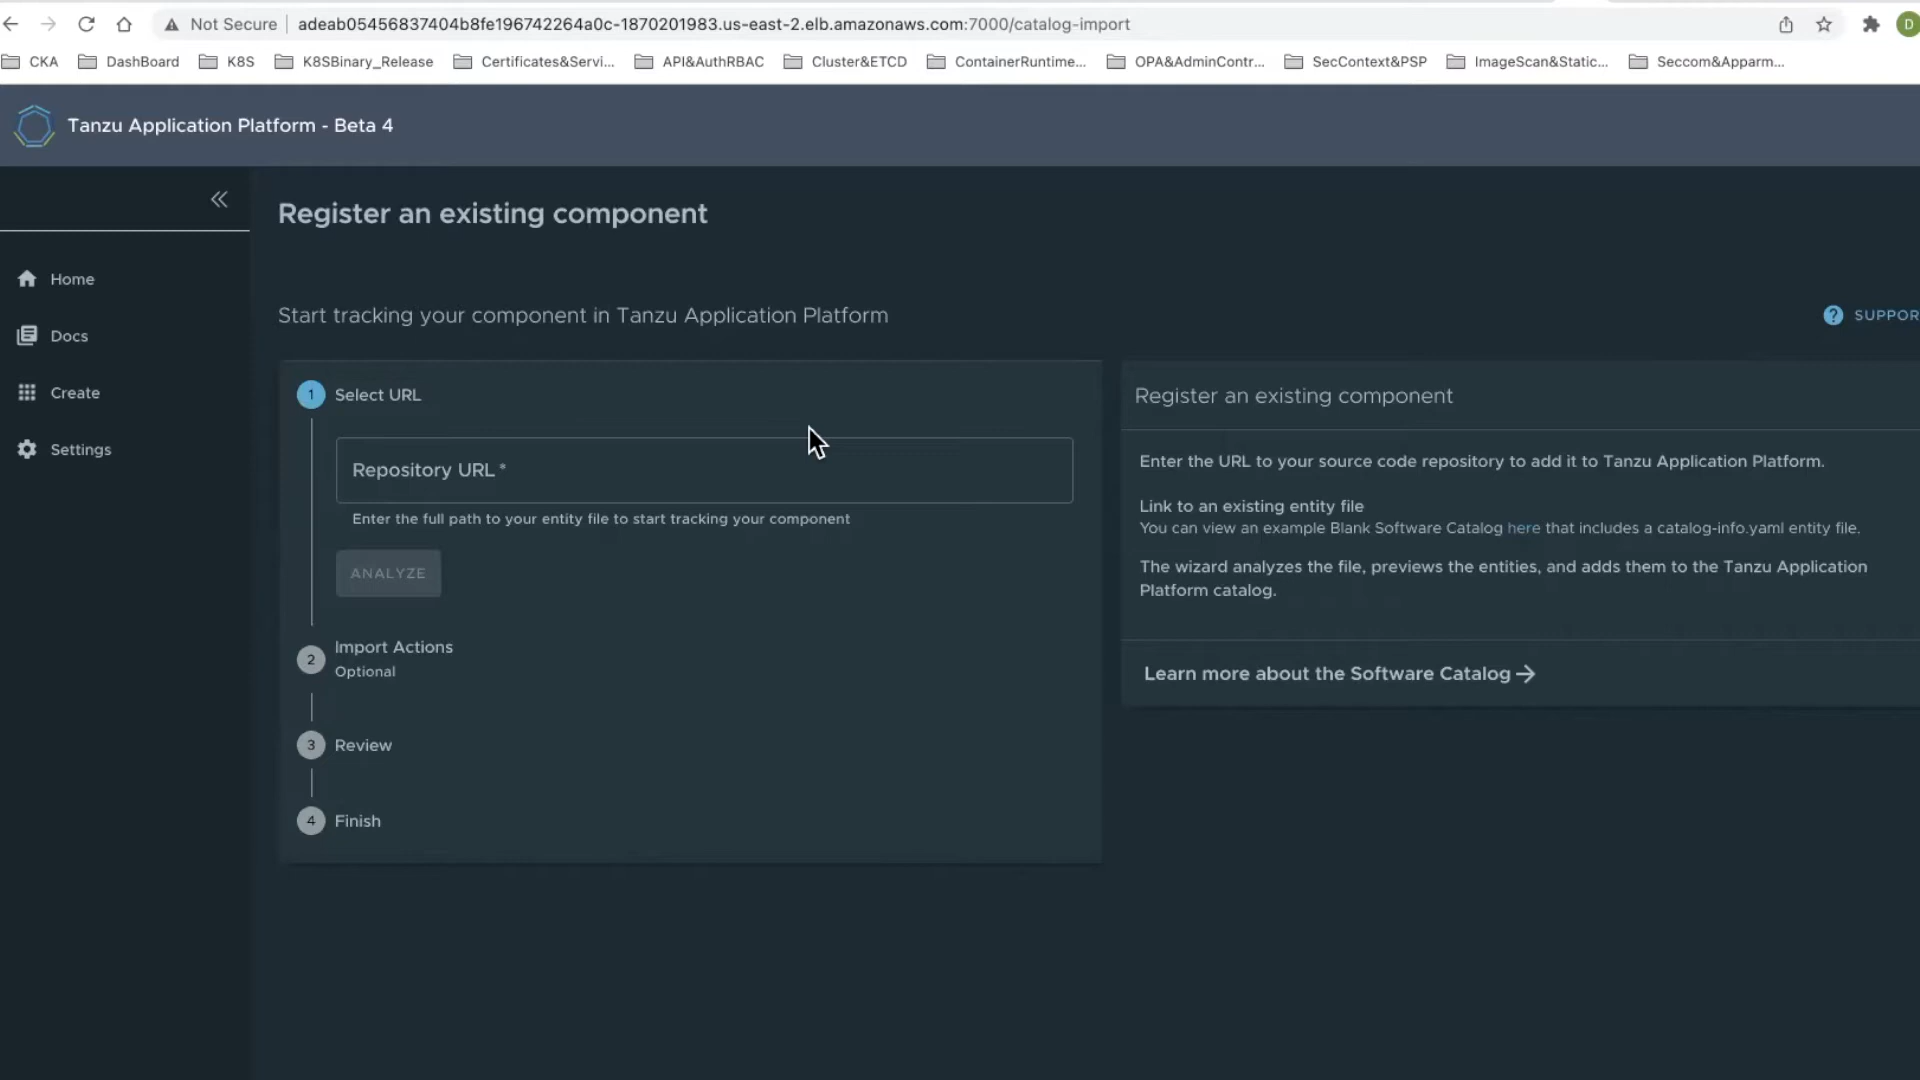 Not Secure adeab05456837404b8fe196742264a0c-1870201983.us-east-2.elb.amazonaws.com:7000/catalog-import
D
CKA DashBoard K8S K8SBinary_Release Certificates&Servi... API&AuthRBAC Cluster&ETCD ContainerRuntime... OPA&AdminContr... SecContext&PSP ImageScan&Static... Seccom&Apparm...
Tanzu Application Platform - Beta 4
Home
Docs
Create
Settings
Register an existing component
Start tracking your component in Tanzu Application Platform
? SUPPOR
1 Select URL
Repository URL *
Enter the full path to your entity file to start tracking your component
ANALYZE
2 Import Actions
Optional
3 Review
4 Finish
Register an existing component
Enter the URL to your source code repository to add it to Tanzu Application Platform.
Link to an existing entity file
You can view an example Blank Software Catalog here that includes a catalog-info.yaml entity file.
The wizard analyzes the file, previews the entities, and adds them to the Tanzu Application
Platform catalog.
Learn more about the Software Catalog →